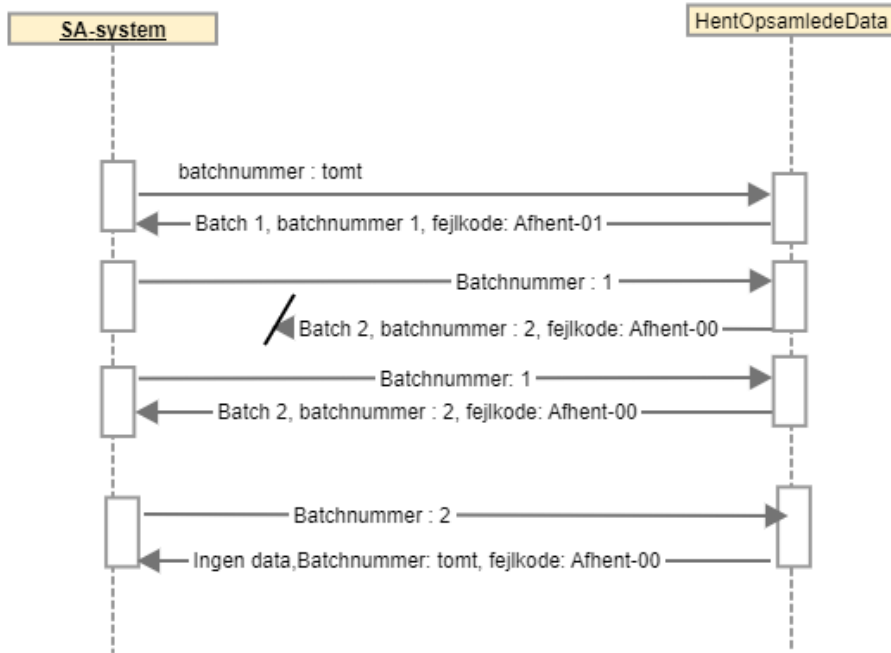 SA-system
HentOpsamledeData
batchnummer : tomt
Batch 1, batchnummer 1, fejlkode: Afhent-01
Batchnummer : 1
Batch 2, batchnummer : 2, fejlkode: Afhent-00
Batchnummer: 1
Batch 2, batchnummer : 2, fejlkode: Afhent-00
Batchnummer : 2
Ingen data,Batchnummer: tomt, fejlkode: Afhent-00